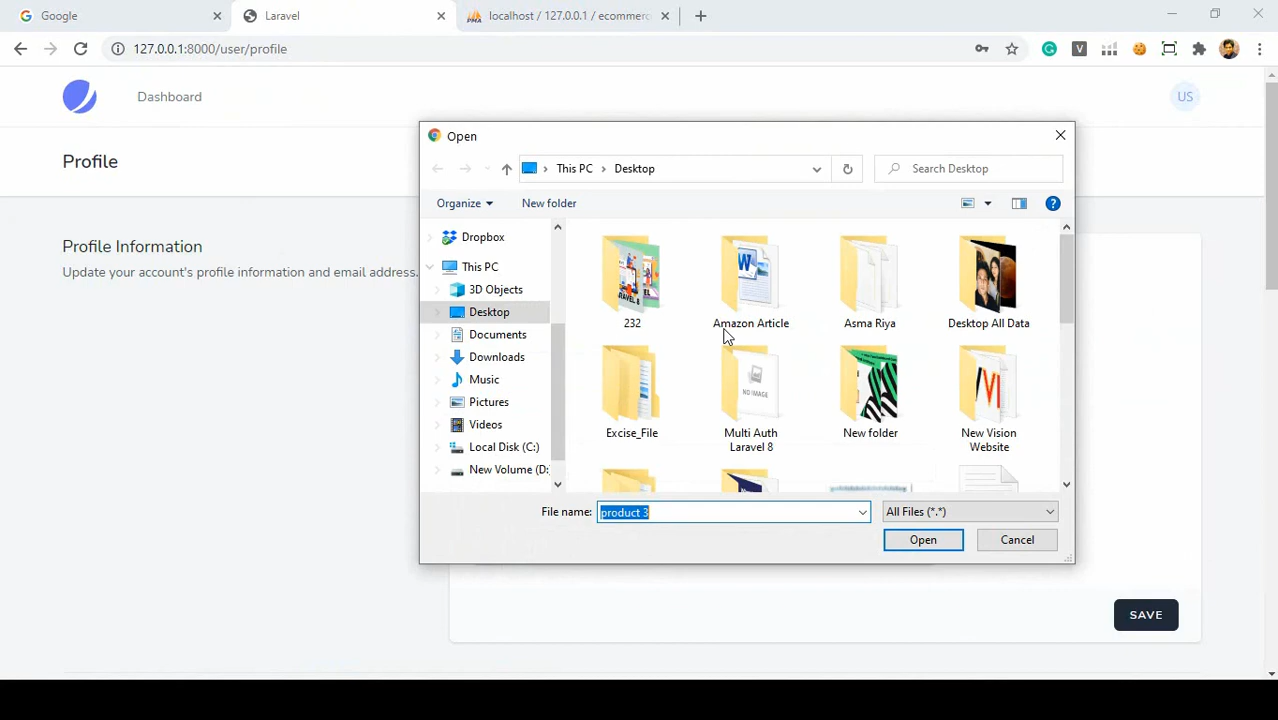 Google
Laravel
localhost / 127.0.0.1 / ecommerc
127.0.0.1:8000/user/profile
Dashboard
US
Profile
Profile Information
Update your account's profile information and email address.
Open
This PC
Desktop
Search Desktop
Organize
New folder
Dropbox
This PC
3D Objects
Desktop
Documents
Downloads
Music
Pictures
Videos
Local Disk (C:)
New Volume (D:
232
Amazon Article
Asma Riya
Desktop All Data
Excise_File
NO IMAGE
Multi Auth
Laravel 8
New folder
New Vision
Website
File name:
product 3
All Files (*.*)
Open
Cancel
SAVE